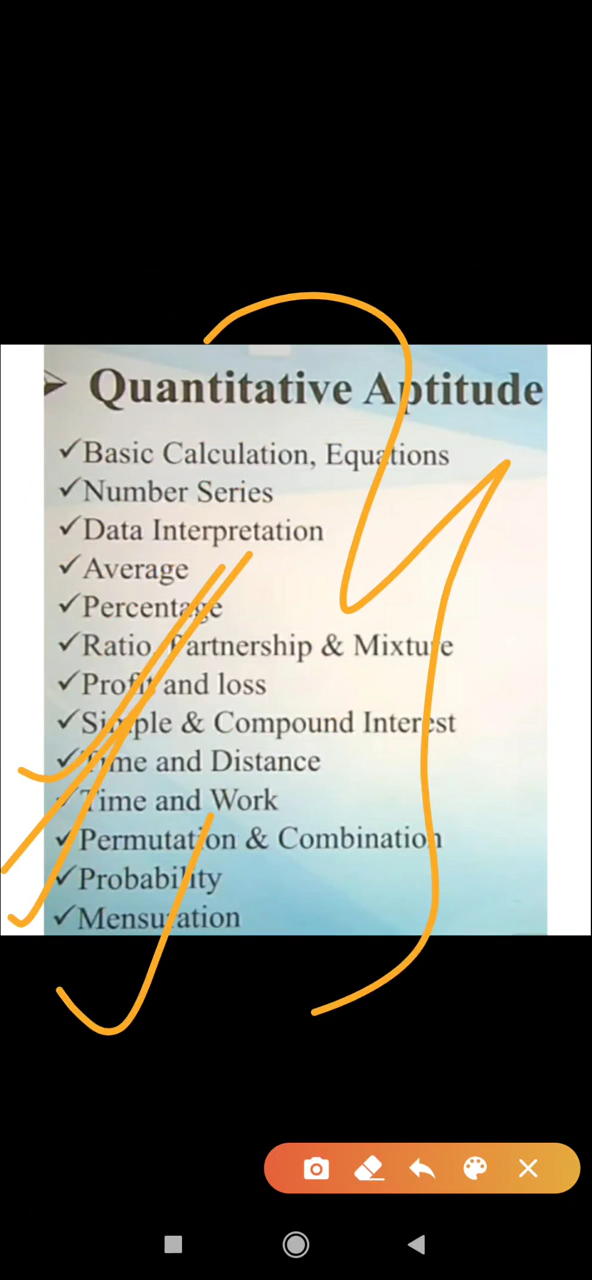 ➢ Quantitative Aptitude
✓Basic Calculation, Equations
✓Number Series
✓Data Interpretation
✓Average
✓Percentage
✓Ratio, Partnership & Mixture
✓Profit and loss
✓Simple & Compound Interest
✓Time and Distance
✓Time and Work
✓Permutation & Combination
✓Probability
✓Mensuration